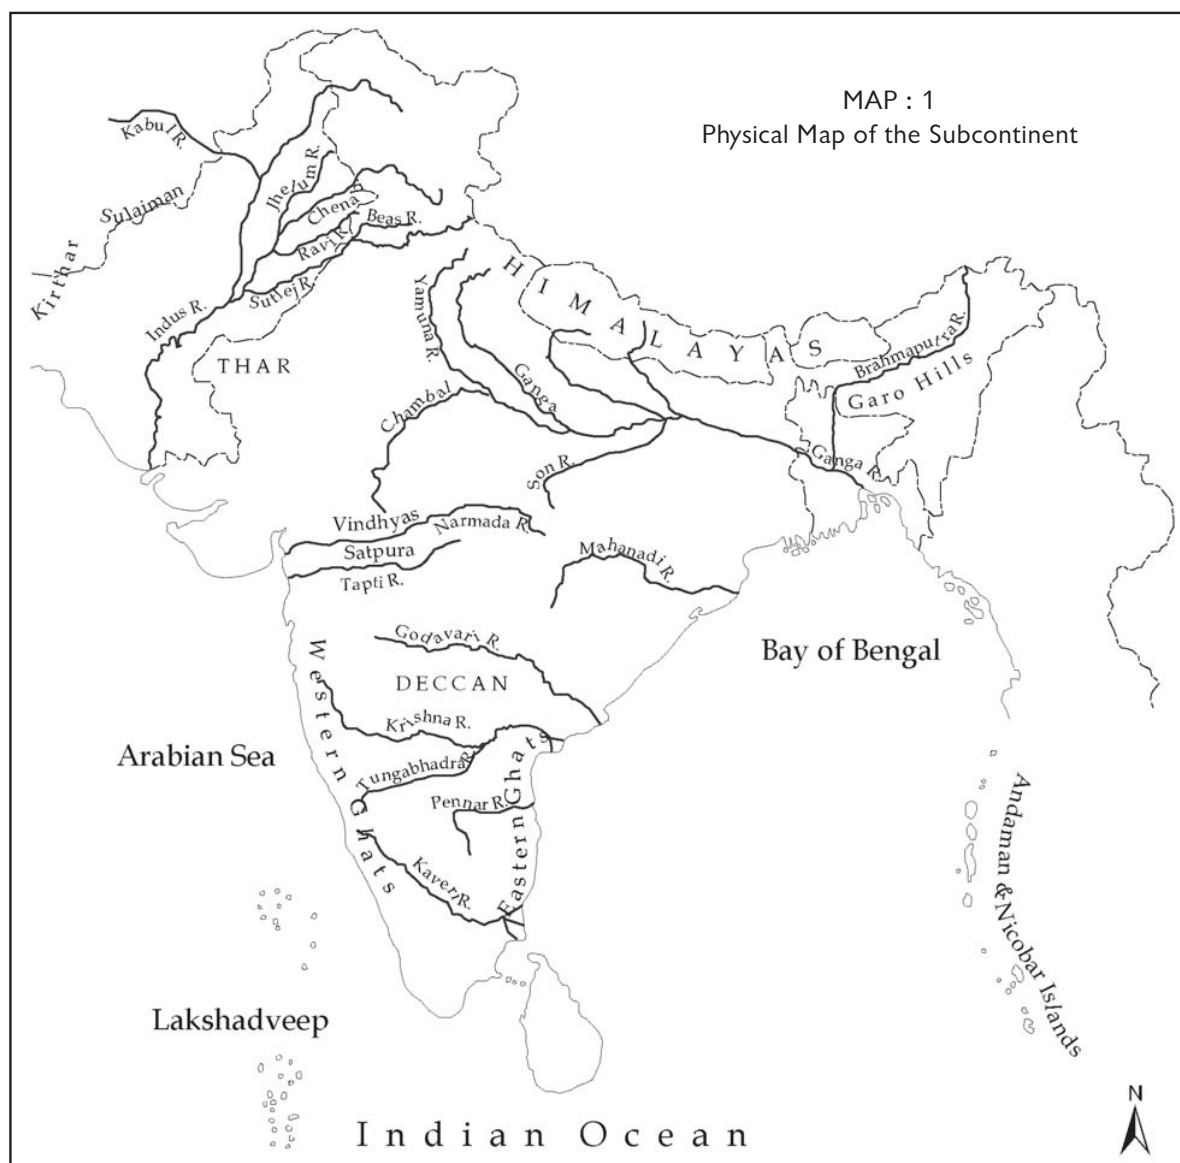 MAP : 1
Physical Map of the Subcontinent
Kabul R.
Jhelum R.
Sulaiman
Chenab
Beas R.
Ravi R.
Kirthar
Sutlej R.
Indus R.
HIMALAYAS
Yamuna R.
Brahmaputra R.
THAR
Ganga
Garo Hills
Chambal
Son R.
Ganga R.
Vindhyas
Narmada R.
Satpura
Mahanadi R.
Tapti R.
Godavari R.
Bay of Bengal
DECCAN
Western Ghats
Krishna R.
Arabian Sea
Tungabhadra R.
Eastern Ghats
Pennar R.
Andaman & Nicobar Islands
Kaveri R.
Lakshadveep
N
Indian Ocean